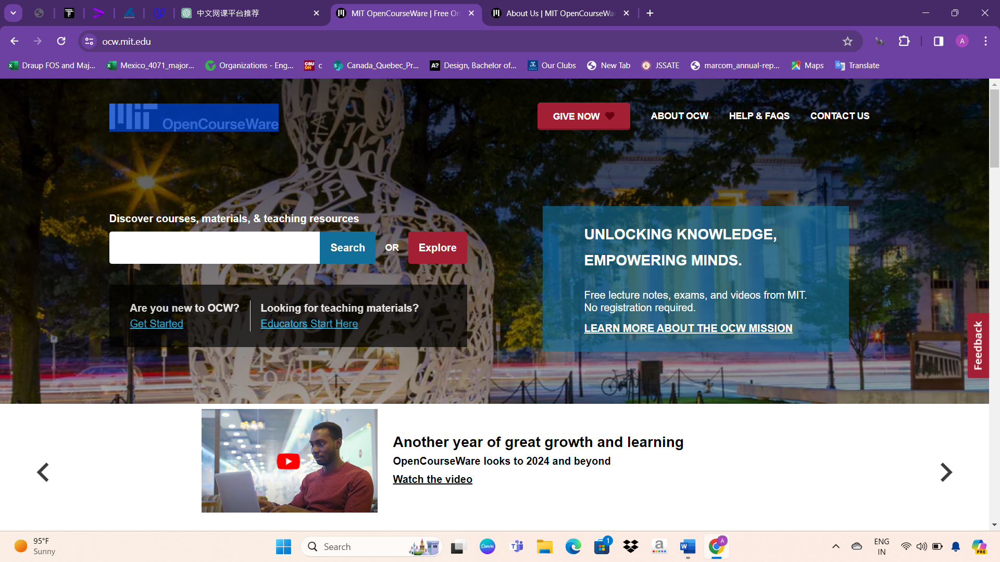 中文网课平台推荐
MIT OpenCourseWare | Free On
About Us | MIT OpenCourseWa
ocw.mit.edu
A
Draup FOS and Maj...
Mexico_4071_major...
Organizations - Eng...
CSU
DH
c
Canada_Quebec_Pr...
A?
Design, Bachelor of...
Our Clubs
New Tab
JSSATE
marcom_annual-rep...
Maps
Translate
MIT OpenCourseWare
GIVE NOW
ABOUT OCW
HELP & FAQS
CONTACT US
Discover courses, materials, & teaching resources
Search
OR
Explore
Are you new to OCW?
Get Started
Looking for teaching materials?
Educators Start Here
UNLOCKING KNOWLEDGE,
EMPOWERING MINDS.
Free lecture notes, exams, and videos from MIT.
No registration required.
LEARN MORE ABOUT THE OCW MISSION
Feedback
Another year of great growth and learning
OpenCourseWare looks to 2024 and beyond
Watch the video
95°F
Sunny
Search
Canva
1
a
W
A
ENG
IN
PRE